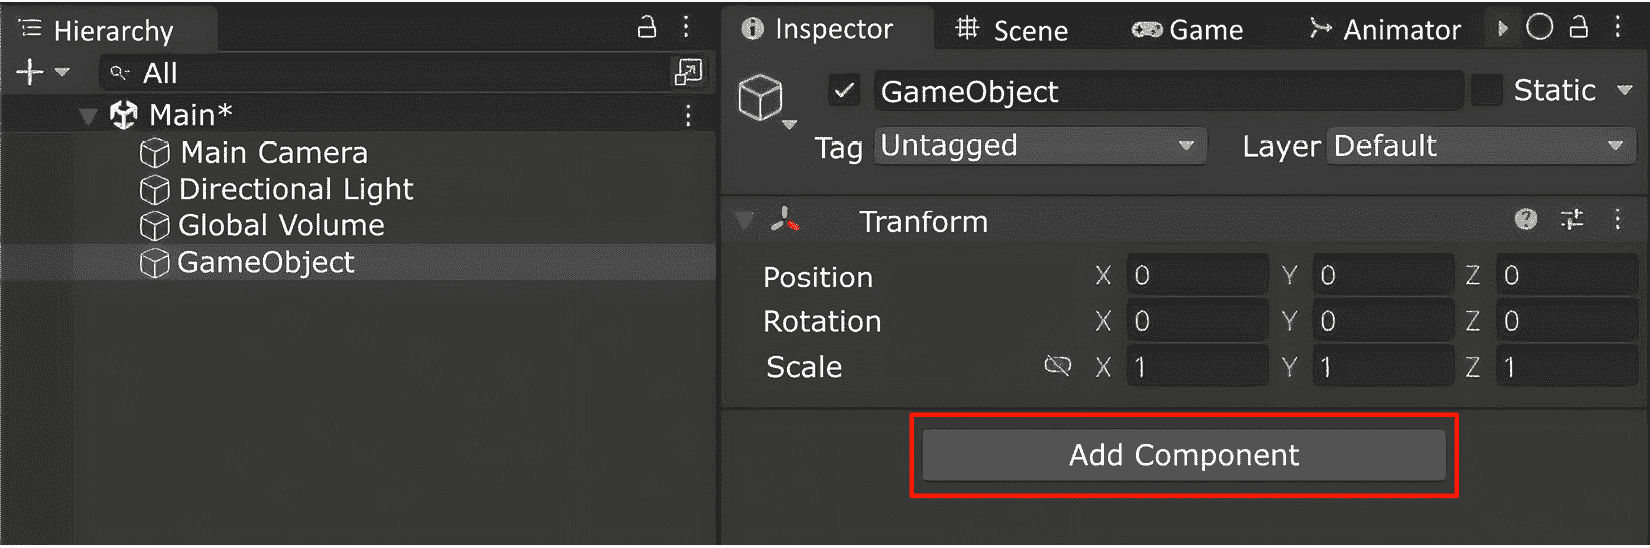 Hierarchy
All
Main*
Main Camera
Directional Light
Global Volume
GameObject
Inspector Scene Game Animator
GameObject Static
Tag Untagged Layer Default
Tranform
Position X 0 Y 0 Z 0
Rotation X 0 Y 0 Z 0
Scale X 1 Y 1 Z 1
Add Component